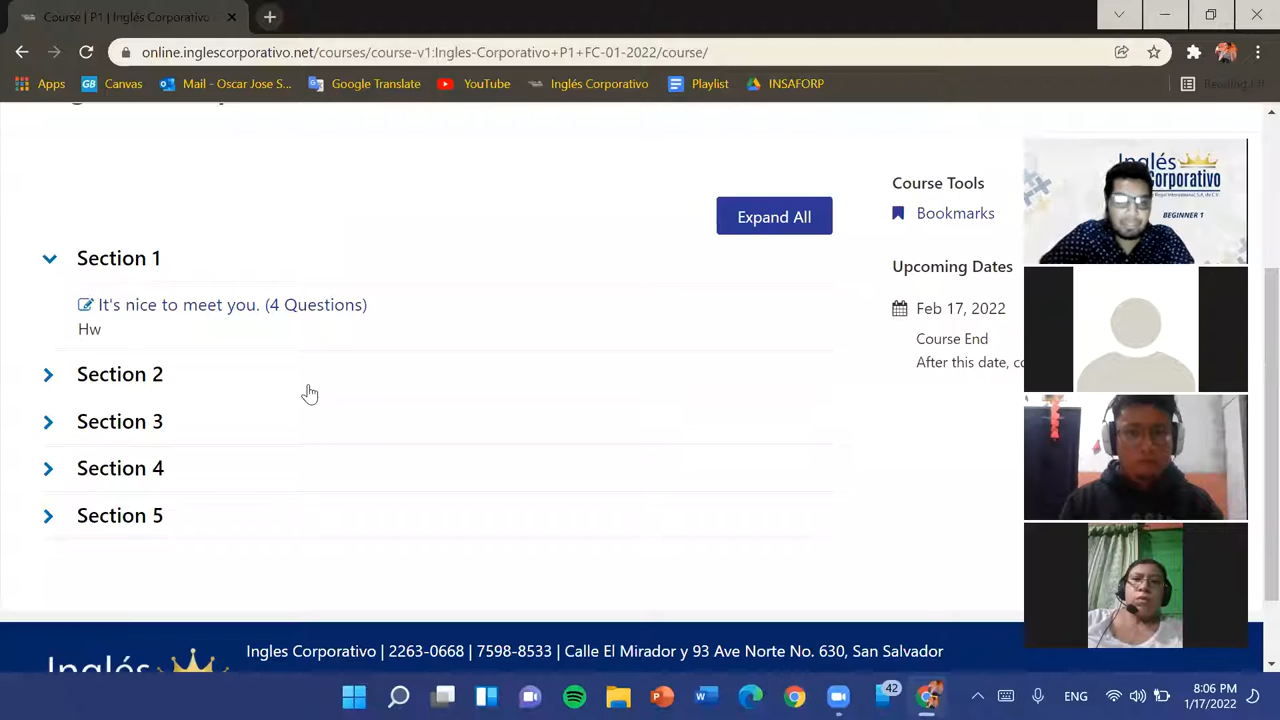 Course | P1 | Inglés Corporativo
online.inglescorporativo.net/courses/course-v1:Ingles-Corporativo+P1+FC-01-2022/course/
Apps
Canvas
Mail - Oscar Jose S...
Google Translate
YouTube
Inglés Corporativo
Playlist
INSAFORP
Expand All
Section 1
It's nice to meet you. (4 Questions)
Hw
Section 2
Section 3
Section 4
Section 5
Course Tools
Bookmarks
Upcoming Dates
Feb 17, 2022
Course End
After this date, co
Inglés
Corporativo
BEGINNER 1
Inglés
Ingles Corporativo | 2263-0668 | 7598-8533 | Calle El Mirador y 93 Ave Norte No. 630, San Salvador
42
ENG
8:06 PM
1/17/2022